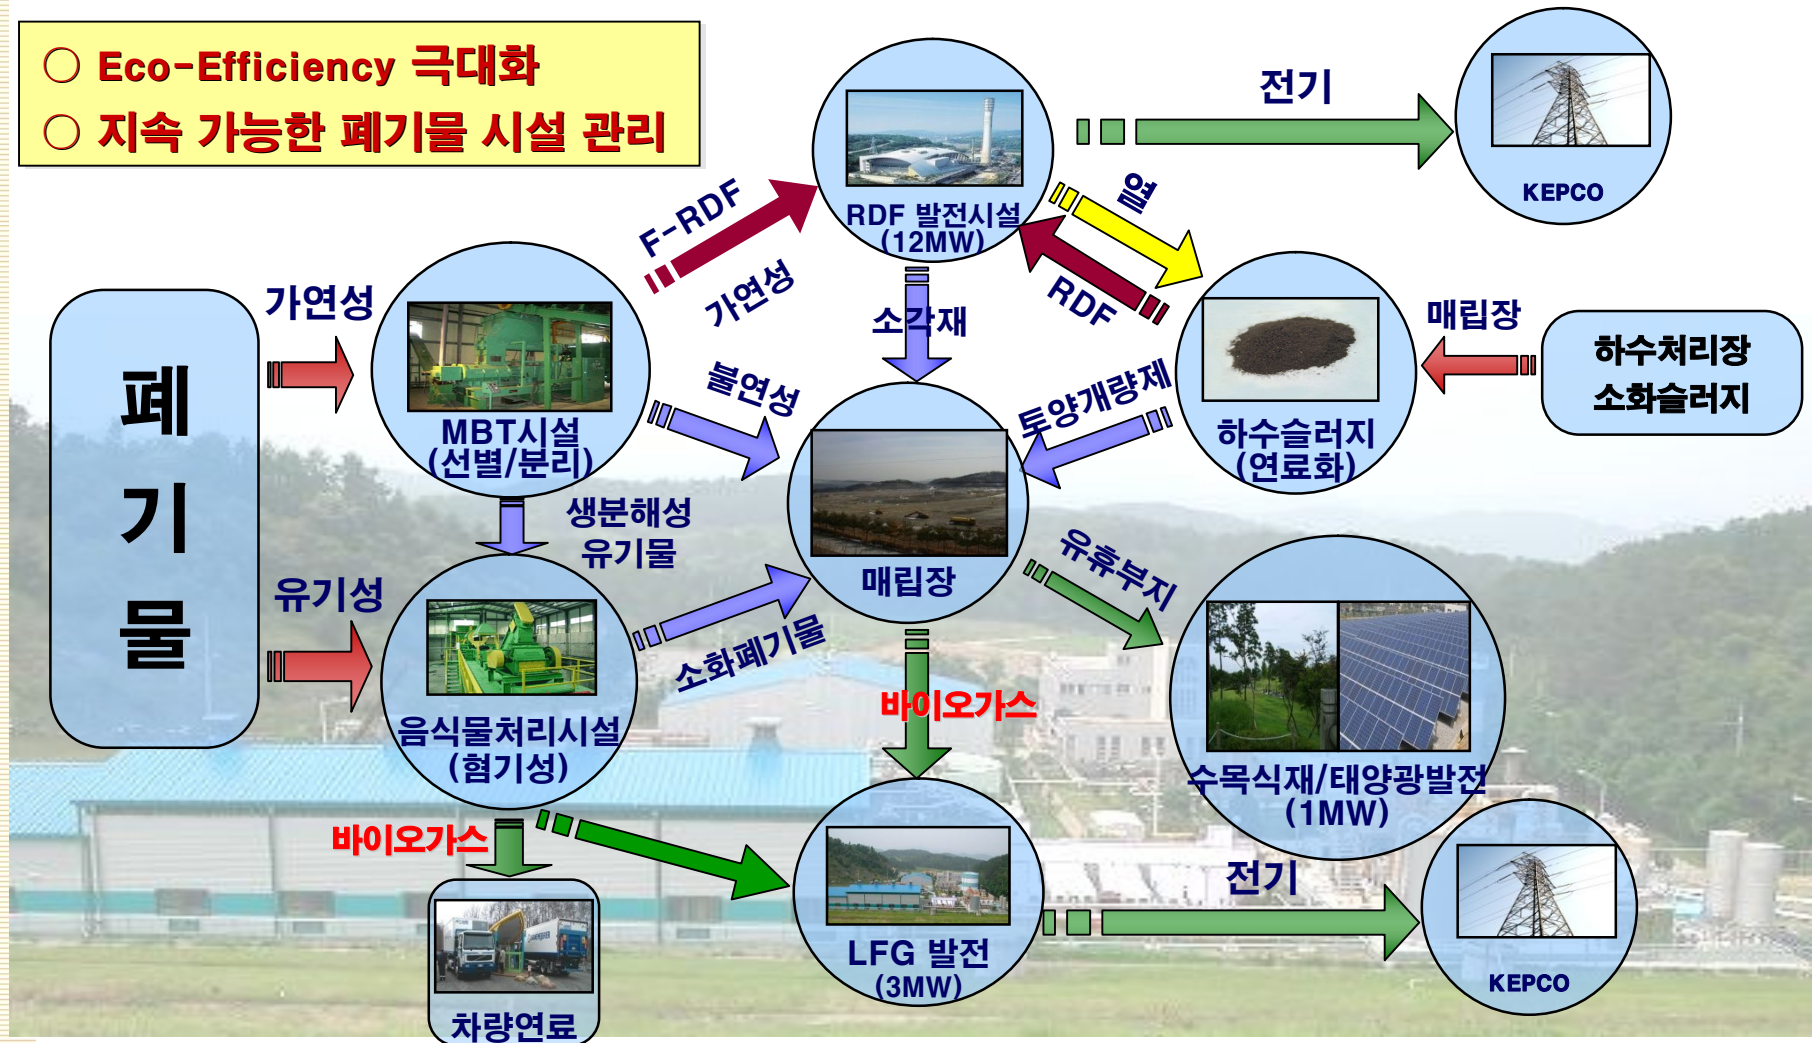 ○ Eco-Efficiency 극대화
○ 지속 가능한 폐기물 시설 관리
전기
KEPCO
RDF 발전시설
(12MW)
F-RDF
가연성
열
RDF
소각재
가연성
매립장
하수처리장
소화슬러지
폐
기
물
MBT시설
(선별/분리)
불연성
토양개량제
하수슬러지
(연료화)
생분해성
유기물
매립장
유휴부지
유기성
소화폐기물
음식물처리시설
(혐기성)
바이오가스
수목식재/태양광발전
(1MW)
바이오가스
전기
LFG 발전
(3MW)
KEPCO
차량연료